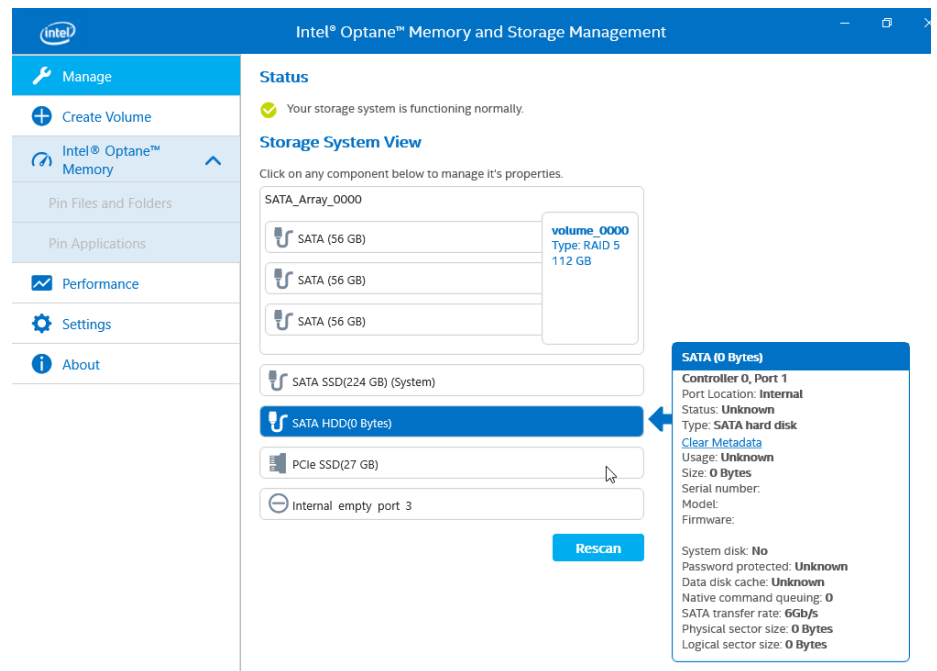 intel
Intel® Optane™ Memory and Storage Management
Manage
Create Volume
Intel® Optane™
Memory
Pin Files and Folders
Pin Applications
Performance
Settings
About
Status
Your storage system is functioning normally.
Storage System View
Click on any component below to manage it's properties.
SATA_Array_0000
SATA (56 GB)
SATA (56 GB)
SATA (56 GB)
volume_0000
Type: RAID 5
112 GB
SATA SSD(224 GB) (System)
SATA HDD(0 Bytes)
PCIe SSD(27 GB)
Internal empty port 3
Rescan
SATA (0 Bytes)
Controller 0, Port 1
Port Location: Internal
Status: Unknown
Type: SATA hard disk
Clear Metadata
Usage: Unknown
Size: 0 Bytes
Serial number:
Model:
Firmware:
System disk: No
Password protected: Unknown
Data disk cache: Unknown
Native command queuing: 0
SATA transfer rate: 6Gb/s
Physical sector size: 0 Bytes
Logical sector size: 0 Bytes